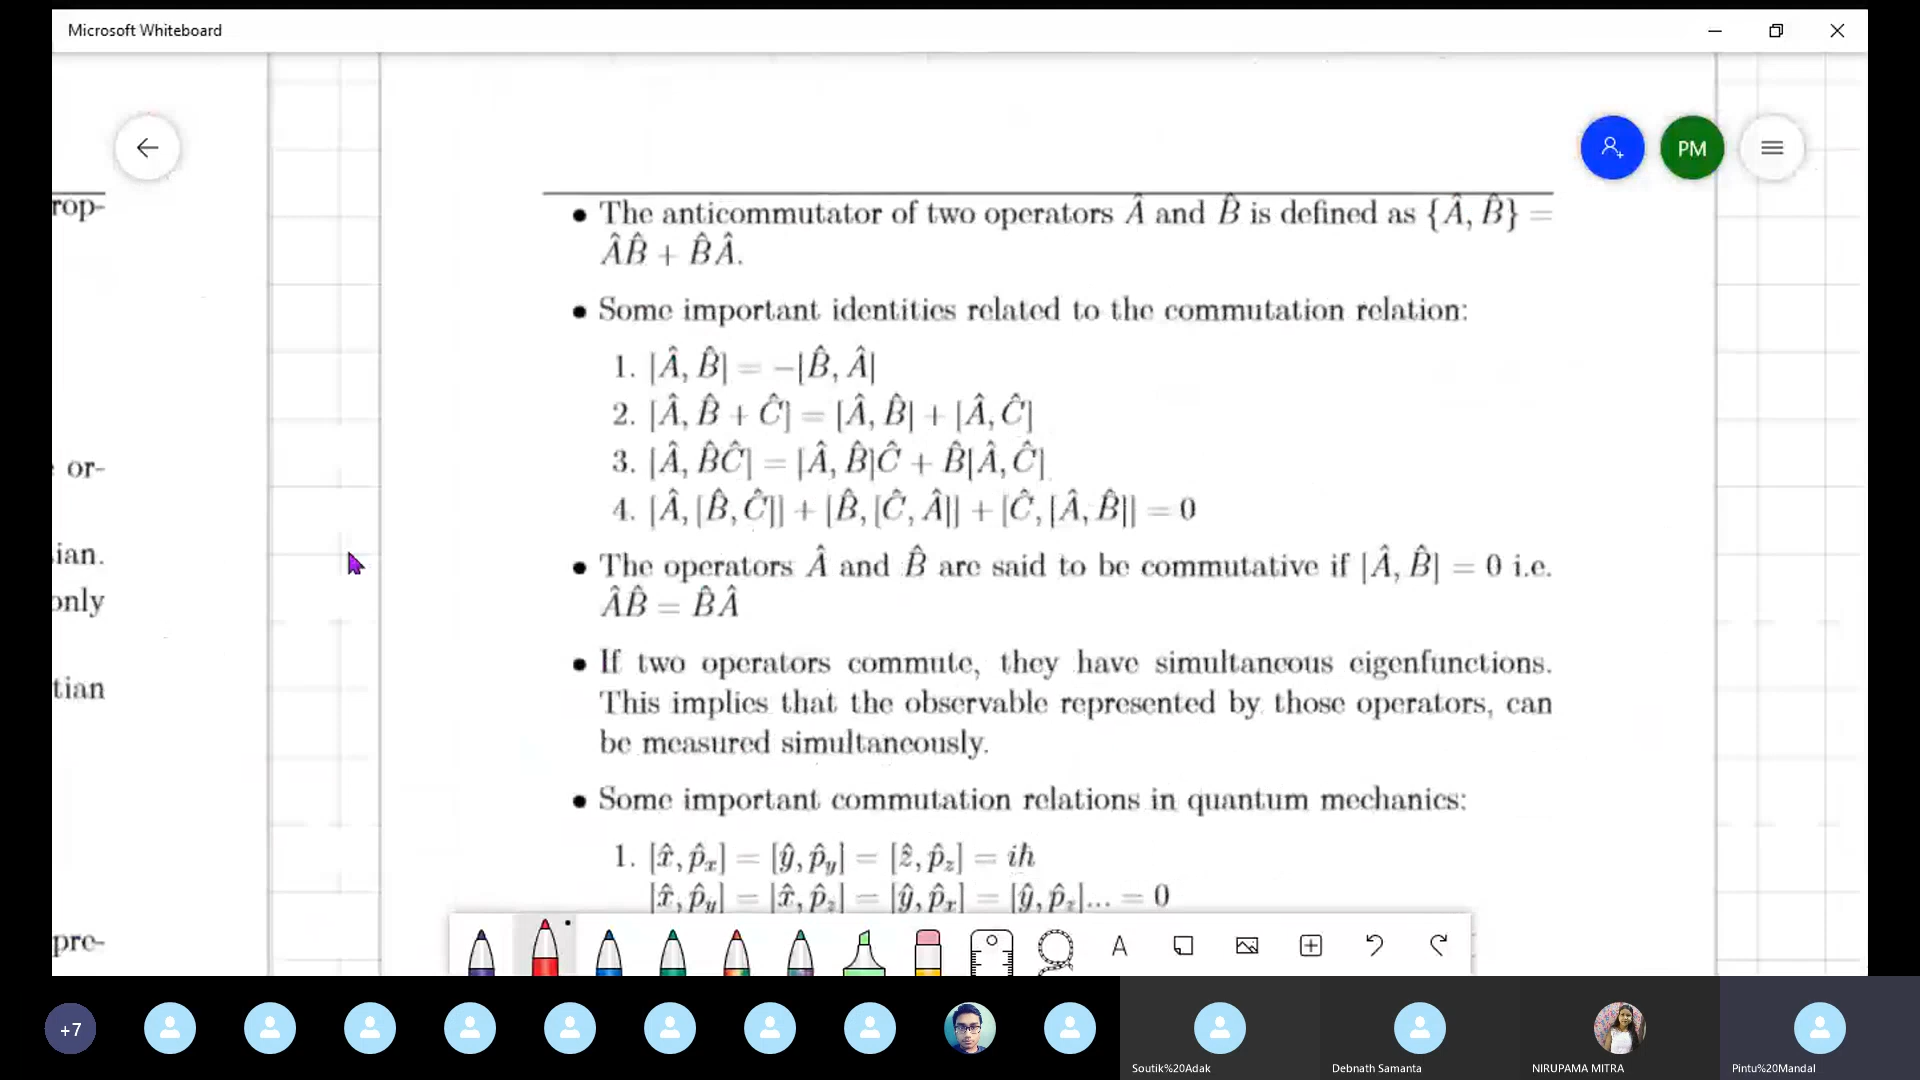 Microsoft Whiteboard
PM
rop-
or-
ian.
only
tian
pre-
• The anticommutator of two operators Â and B̂ is defined as {Â, B̂} =
ÂB̂ + B̂Â.
• Some important identities related to the commutation relation:
1. [Â, B̂] = −[B̂, Â]
2. [Â, B̂ + Ĉ] = [Â, B̂] + [Â, Ĉ]
3. [Â, B̂Ĉ] = [Â, B̂]Ĉ + B̂[Â, Ĉ]
4. [Â, [B̂, Ĉ]] + [B̂, [Ĉ, Â]] + [Ĉ, [Â, B̂]] = 0
• The operators Â and B̂ are said to be commutative if [Â, B̂] = 0 i.e.
ÂB̂ = B̂Â
• If two operators commute, they have simultaneous eigenfunctions.
This implies that the observable represented by those operators, can
be measured simultaneously.
• Some important commutation relations in quantum mechanics:
1. [x̂, p̂ₓ] = [ŷ, p̂_y] = [ẑ, p̂_z] = iħ
[x̂, p̂_y] = [x̂, p̂_z] = [ŷ, p̂ₓ] = [ŷ, p̂_z]... = 0
A
+7
Soutik%20Adak
Debnath Samanta
NIRUPAMA MITRA
Pintu%20Mandal